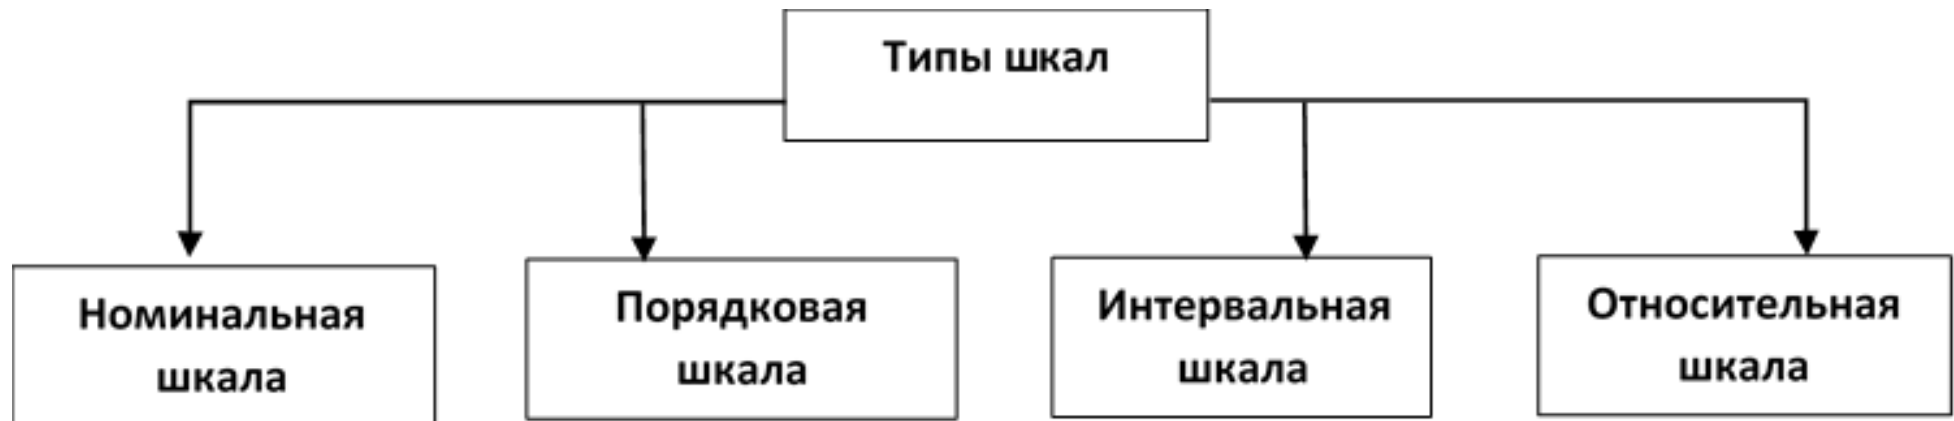 Типы шкал
Номинальная
шкала
Порядковая
шкала
Интервальная
шкала
Относительная
шкала